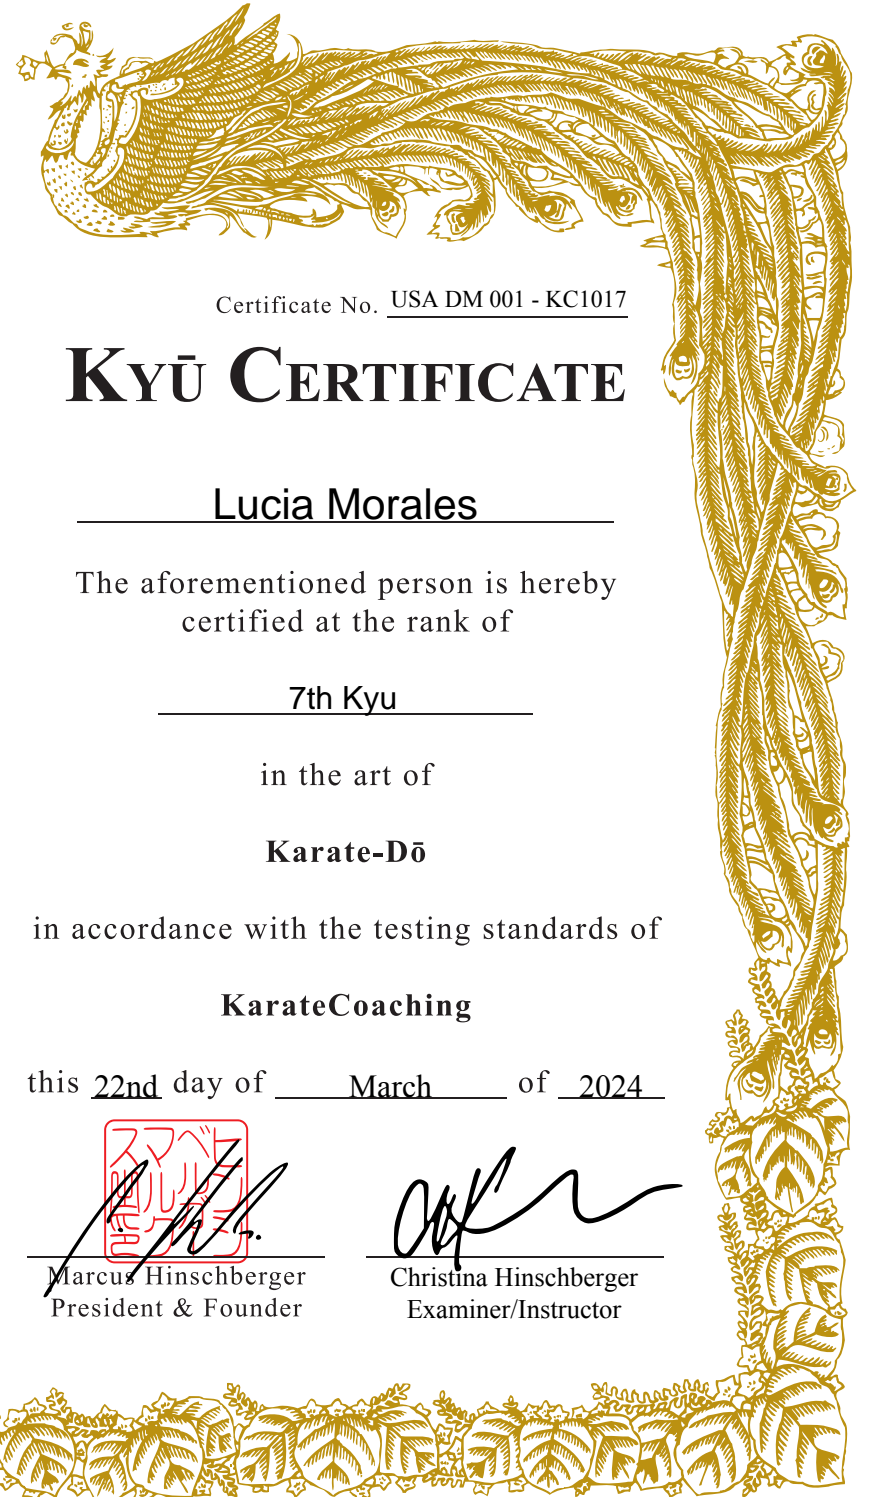 Certificate No. USA DM 001 - KC1017
KYŪ CERTIFICATE
Lucia Morales
The aforementioned person is hereby
certified at the rank of
7th Kyu
in the art of
Karate-Dō
in accordance with the testing standards of
KarateCoaching
this 22nd day of March of 2024
Marcus Hinschberger
President & Founder
Christina Hinschberger
Examiner/Instructor